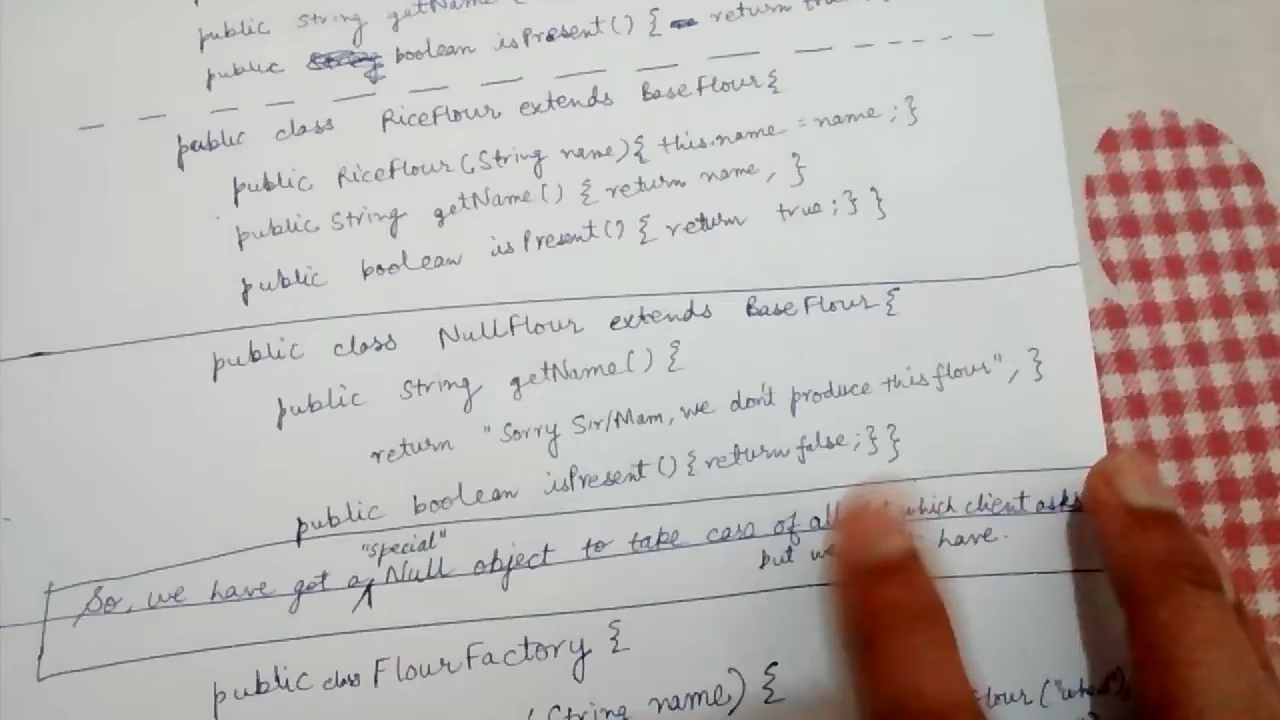 public String getName
public boolean isPresent() { return true
public class RiceFlour extends BaseFlour{
public RiceFlour(String name){ this.name = name ; }
public String getName() { return name, }
public boolean isPresent() { return true ; } }
public class NullFlour extends BaseFlour{
public String getName() {
return "Sorry Sir/Mam, we don't produce this flour", }
public boolean isPresent() { return false; } }
So, we have got a "special" Null object to take care of all which client asks
but we have.
public class FlourFactory {
(String name) {